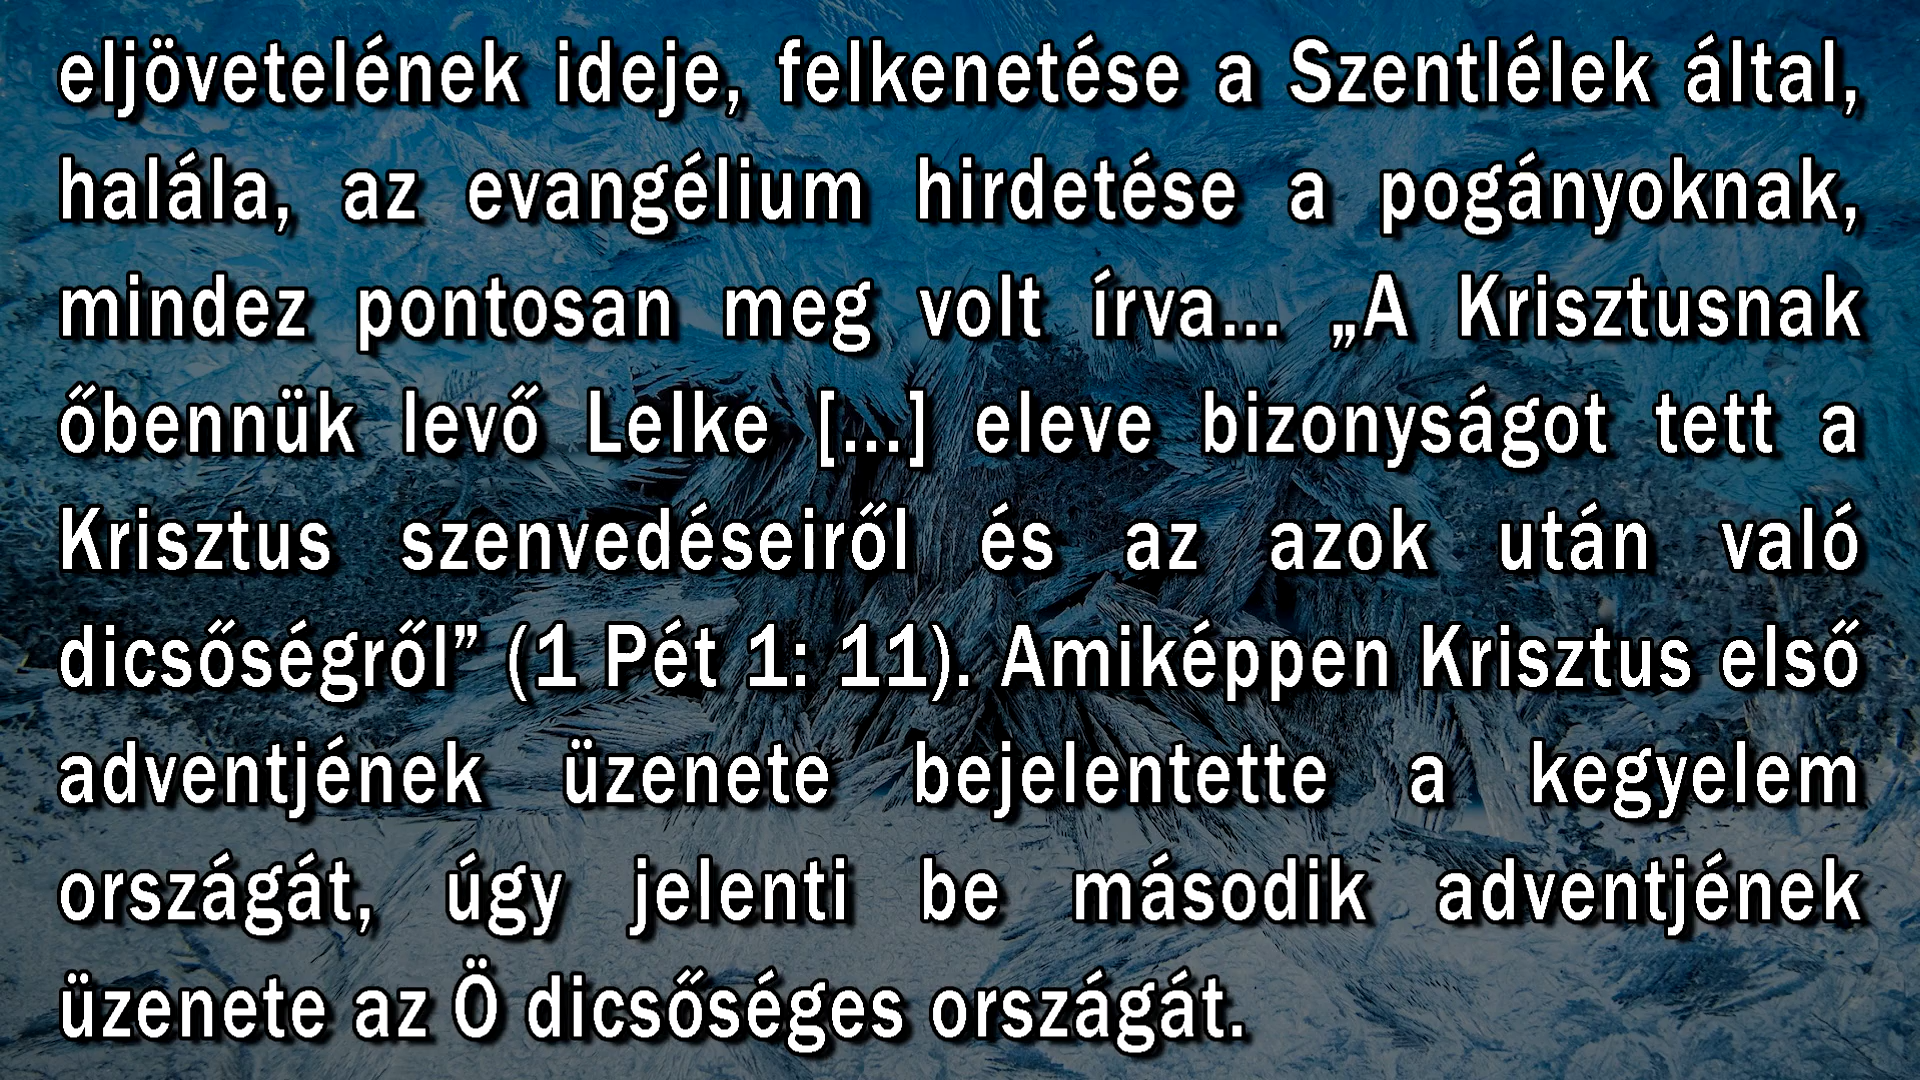 eljövetelének ideje, felkenetése a Szentlélek által,
halála, az evangélium hirdetése a pogányoknak,
mindez pontosan meg volt írva... „A Krisztusnak
őbennük levő Lelke [...] eleve bizonyságot tett a
Krisztus szenvedéseiről és az azok után való
dicsőségről” (1 Pét 1: 11). Amiképpen Krisztus első
adventjének üzenete bejelentette a kegyelem
országát, úgy jelenti be második adventjének
üzenete az Ö dicsőséges országát.